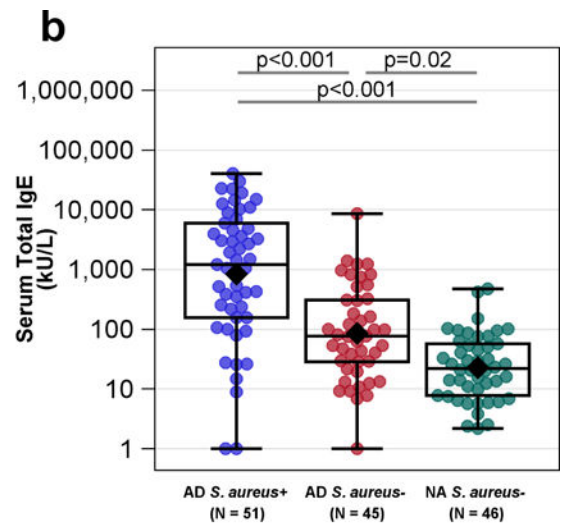 b
p<0.001 p=0.02
p<0.001
Serum Total IgE
(kU/L)
1,000,000
100,000
10,000
1,000
100
10
1
AD S. aureus+ AD S. aureus- NA S. aureus-
(N = 51) (N = 45) (N = 46)